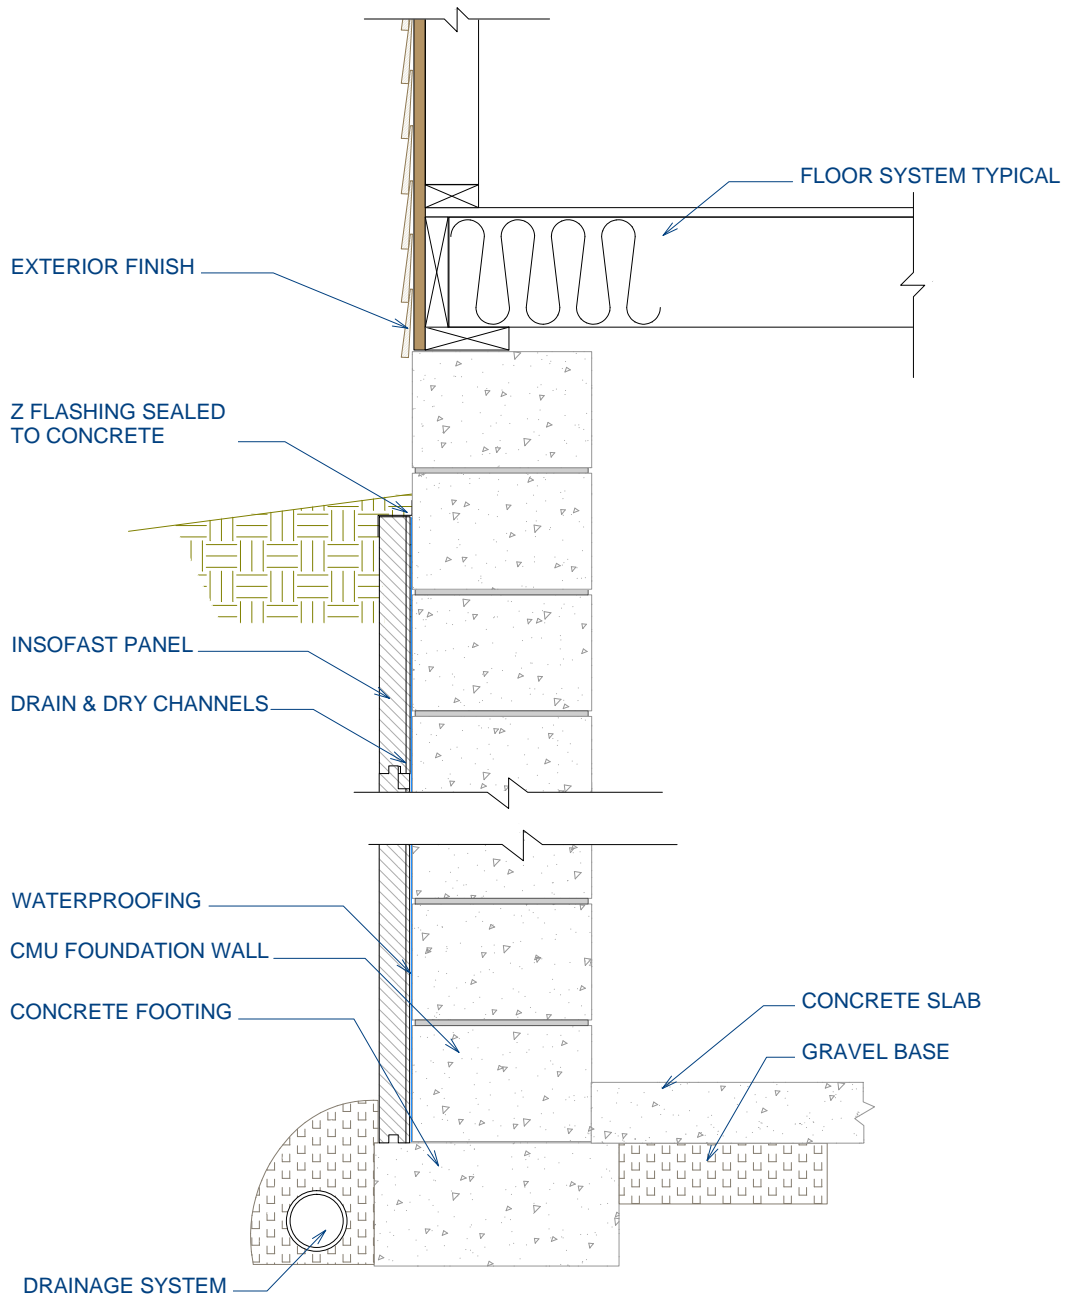 FLOOR SYSTEM TYPICAL
EXTERIOR FINISH
Z FLASHING SEALED
TO CONCRETE
INSOFAST PANEL
DRAIN & DRY CHANNELS
WATERPROOFING
CMU FOUNDATION WALL
CONCRETE FOOTING
CONCRETE SLAB
GRAVEL BASE
DRAINAGE SYSTEM